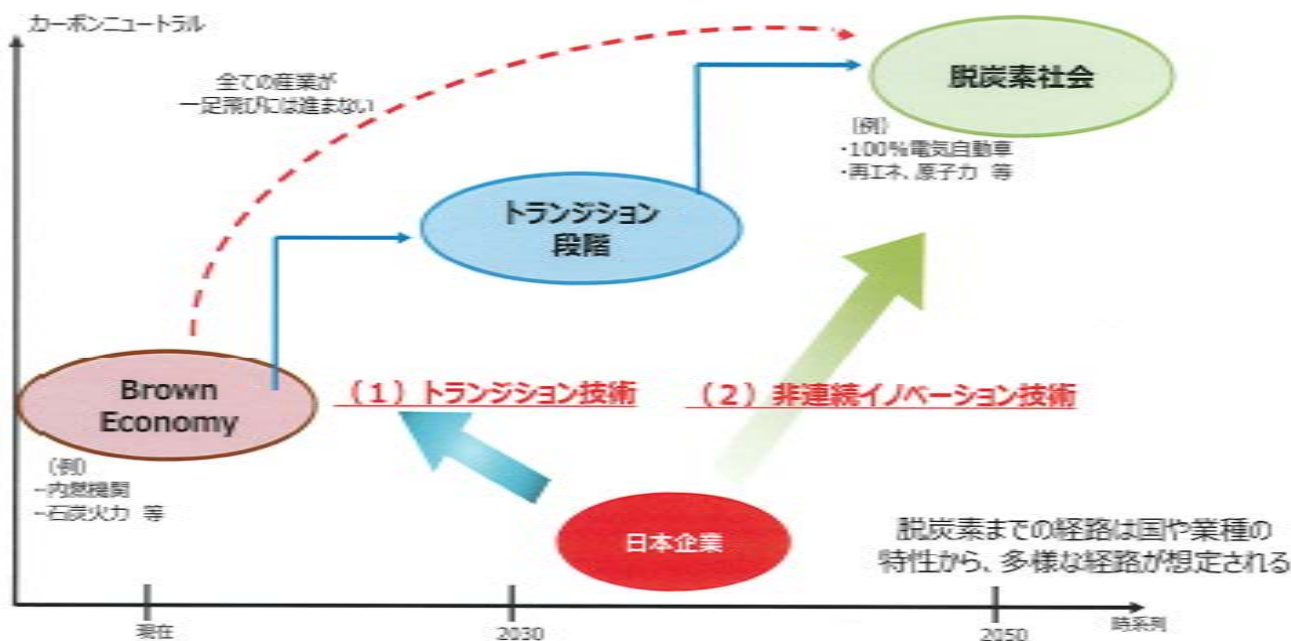 カーボンニュートラル
全ての産業が
一足飛びには進まない
脱炭素社会
（例）
・100％電気自動車
・再エネ、原子力 等
トランジション
段階
Brown
Economy
（例）
－内燃機関
－石炭火力 等
（1）トランジション技術
（2）非連続イノベーション技術
日本企業
脱炭素までの経路は国や業種の
特性から、多様な経路が想定される
現在
2030
2050
時系列